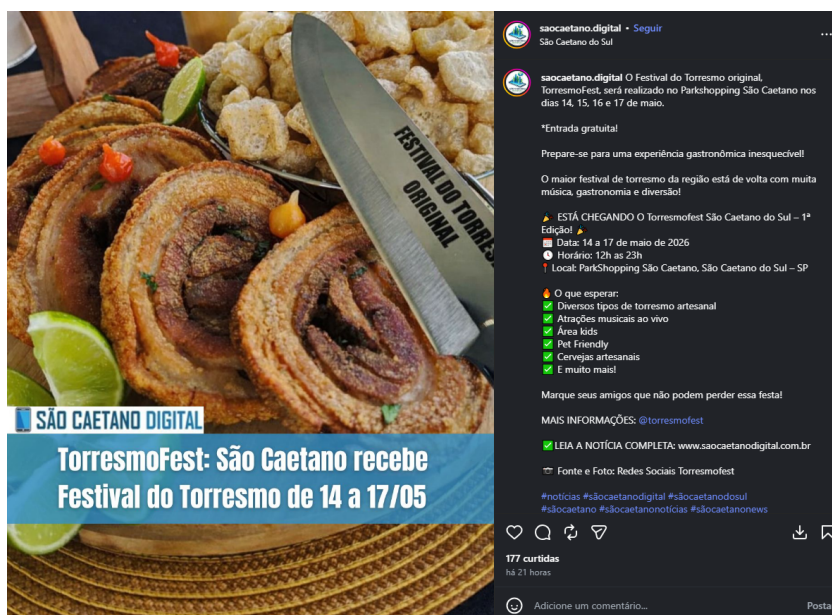 FESTIVAL DO TORRES
ORIGINAL
SÃO CAETANO DIGITAL
TorresmoFest: São Caetano recebe
Festival do Torresmo de 14 a 17/05
saocaetano.digital • Seguir
São Caetano do Sul
saocaetano.digital O Festival do Torresmo original,
TorresmoFest, será realizado no Parkshopping São Caetano nos
dias 14, 15, 16 e 17 de maio.
*Entrada gratuita!
Prepare-se para uma experiência gastronômica inesquecível!
O maior festival de torresmo da região está de volta com muita
música, gastronomia e diversão!
🎉 ESTÁ CHEGANDO O Torresmofest São Caetano do Sul – 1ª
Edição! 🎉
📅 Data: 14 a 17 de maio de 2026
🕓 Horário: 12h as 23h
📍 Local: ParkShopping São Caetano, São Caetano do Sul – SP
🔥 O que esperar:
✅ Diversos tipos de torresmo artesanal
✅ Atrações musicais ao vivo
✅ Área kids
✅ Pet Friendly
✅ Cervejas artesanais
✅ E muito mais!
Marque seus amigos que não podem perder essa festa!
MAIS INFORMAÇÕES: @torresmofest
✅ LEIA A NOTÍCIA COMPLETA: www.saocaetanodigital.com.br
Fonte e Foto: Redes Sociais Torresmofest
#notícias #sãocaetanodigital #sãocaetanodosul
#sãocaetano #sãocaetanonotícias #sãocaetanonews
177 curtidas
há 21 horas
Adicione um comentário...
Posta